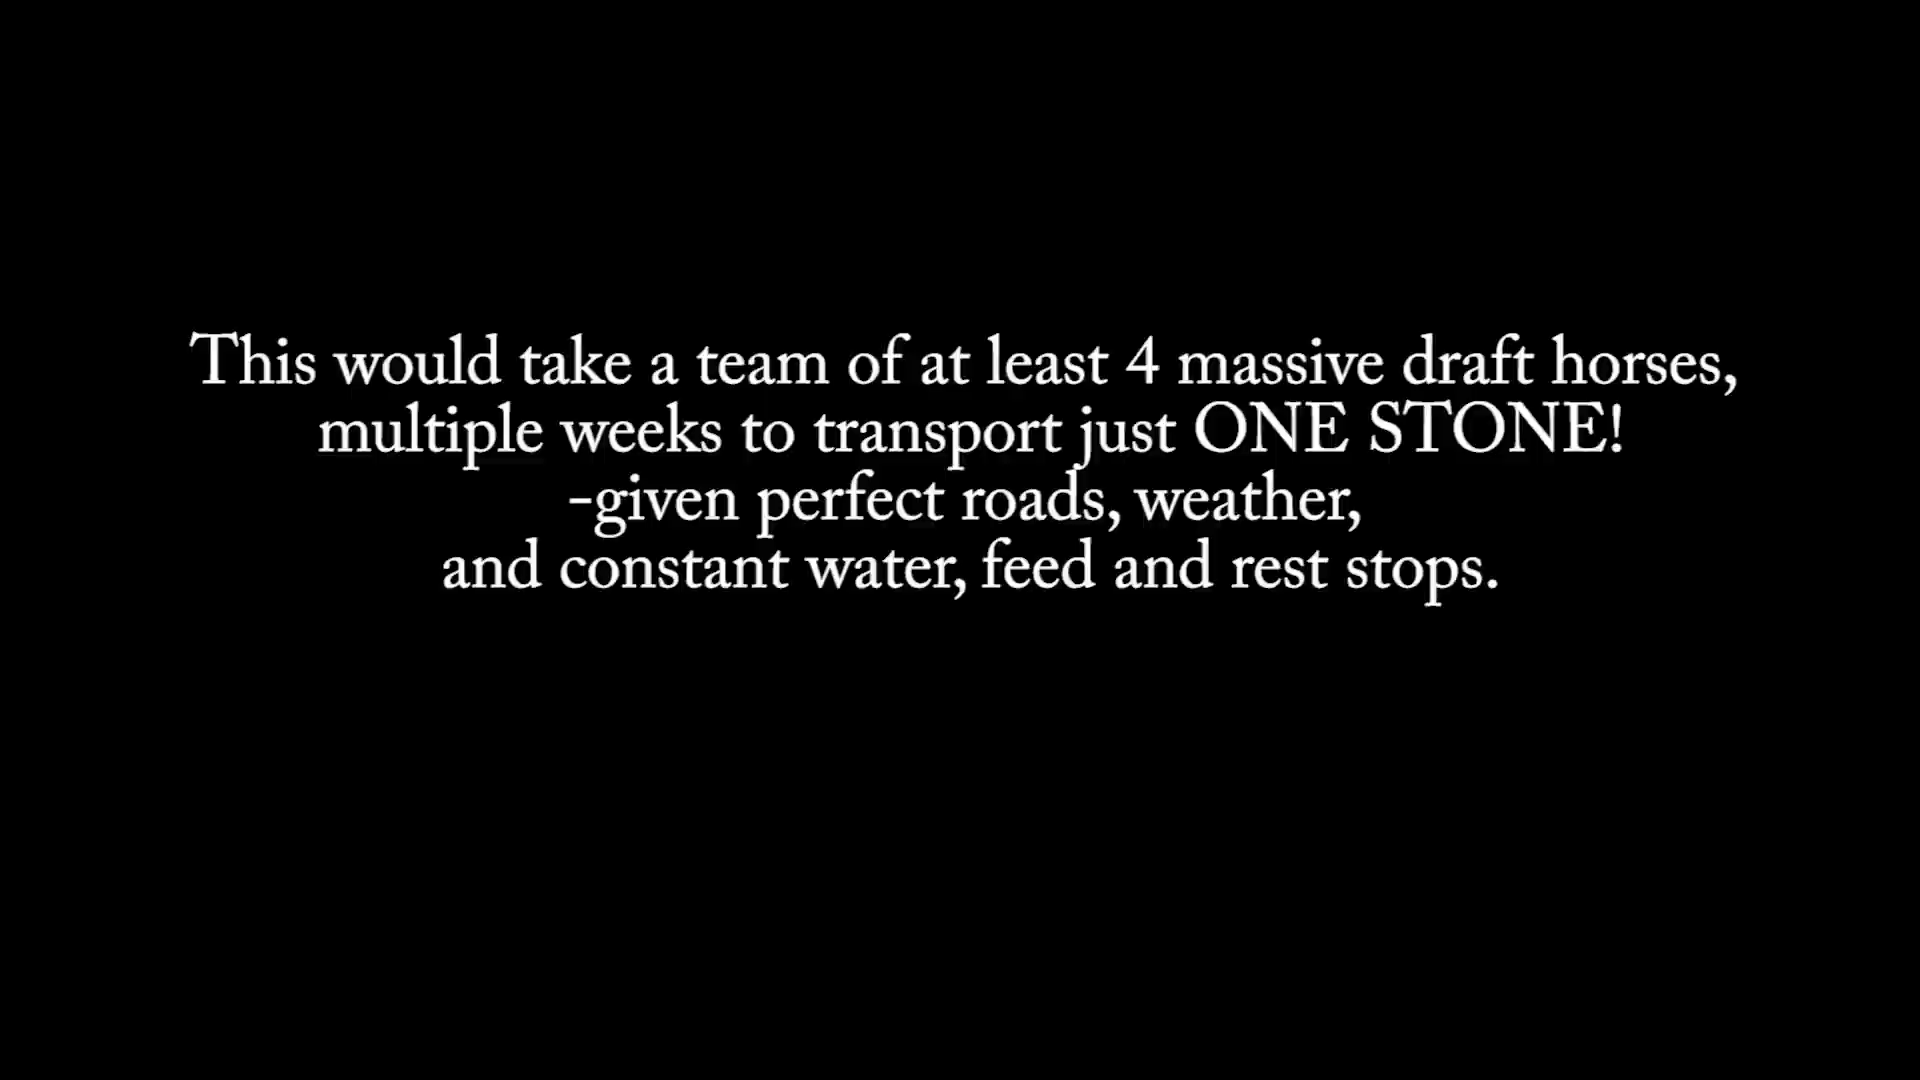 This would take a team of at least 4 massive draft horses,
multiple weeks to transport just ONE STONE!
-given perfect roads, weather,
and constant water, feed and rest stops.